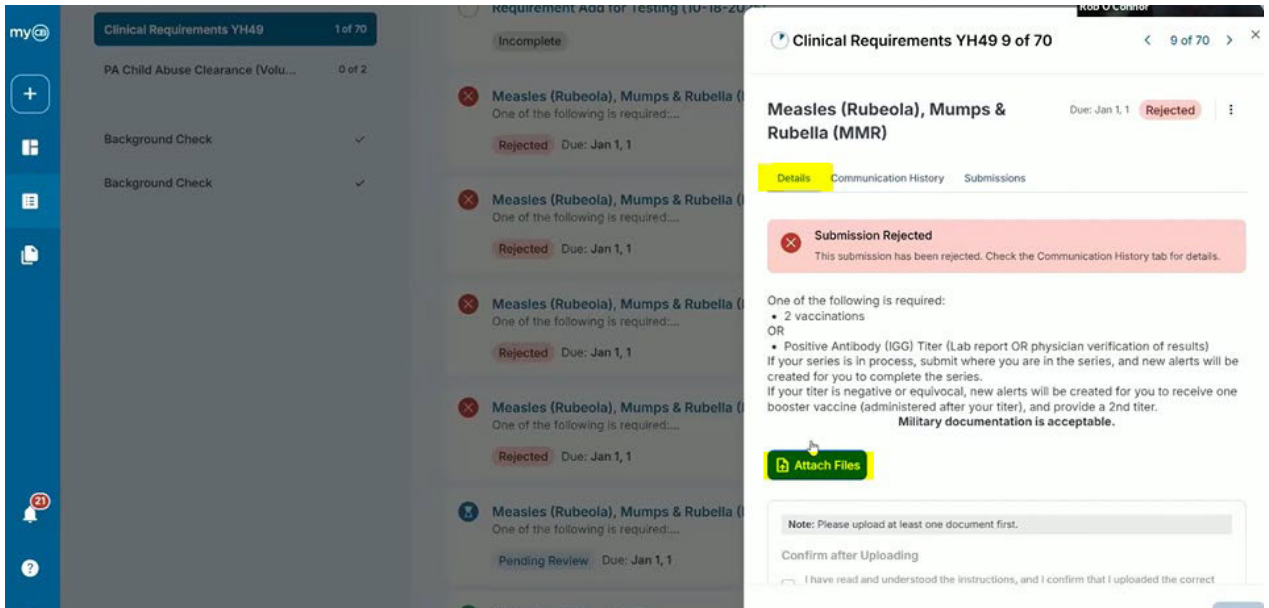 Rob O'Connor
my CB
Clinical Requirements YH49 1 of 70
PA Child Abuse Clearance (Volu... 0 of 2
Background Check
Background Check
21
Requirement Add for Testing (10-18-20
Incomplete
Measles (Rubeola), Mumps & Rubella (
One of the following is required:...
Rejected Due: Jan 1, 1
Measles (Rubeola), Mumps & Rubella (
One of the following is required:...
Rejected Due: Jan 1, 1
Measles (Rubeola), Mumps & Rubella (
One of the following is required:...
Rejected Due: Jan 1, 1
Measles (Rubeola), Mumps & Rubella (
One of the following is required:...
Rejected Due: Jan 1, 1
Measles (Rubeola), Mumps & Rubella (
One of the following is required:...
Pending Review Due: Jan 1, 1
Clinical Requirements YH49 9 of 70
9 of 70
Measles (Rubeola), Mumps &
Rubella (MMR)
Due: Jan 1, 1 Rejected
Details Communication History Submissions
Submission Rejected
This submission has been rejected. Check the Communication History tab for details.
One of the following is required:
• 2 vaccinations
OR
• Positive Antibody (IGG) Titer (Lab report OR physician verification of results)
If your series is in process, submit where you are in the series, and new alerts will be
created for you to complete the series.
If your titer is negative or equivocal, new alerts will be created for you to receive one
booster vaccine (administered after your titer), and provide a 2nd titer.
Military documentation is acceptable.
Attach Files
Note: Please upload at least one document first.
Confirm after Uploading
I have read and understood the instructions, and I confirm that I uploaded the correct